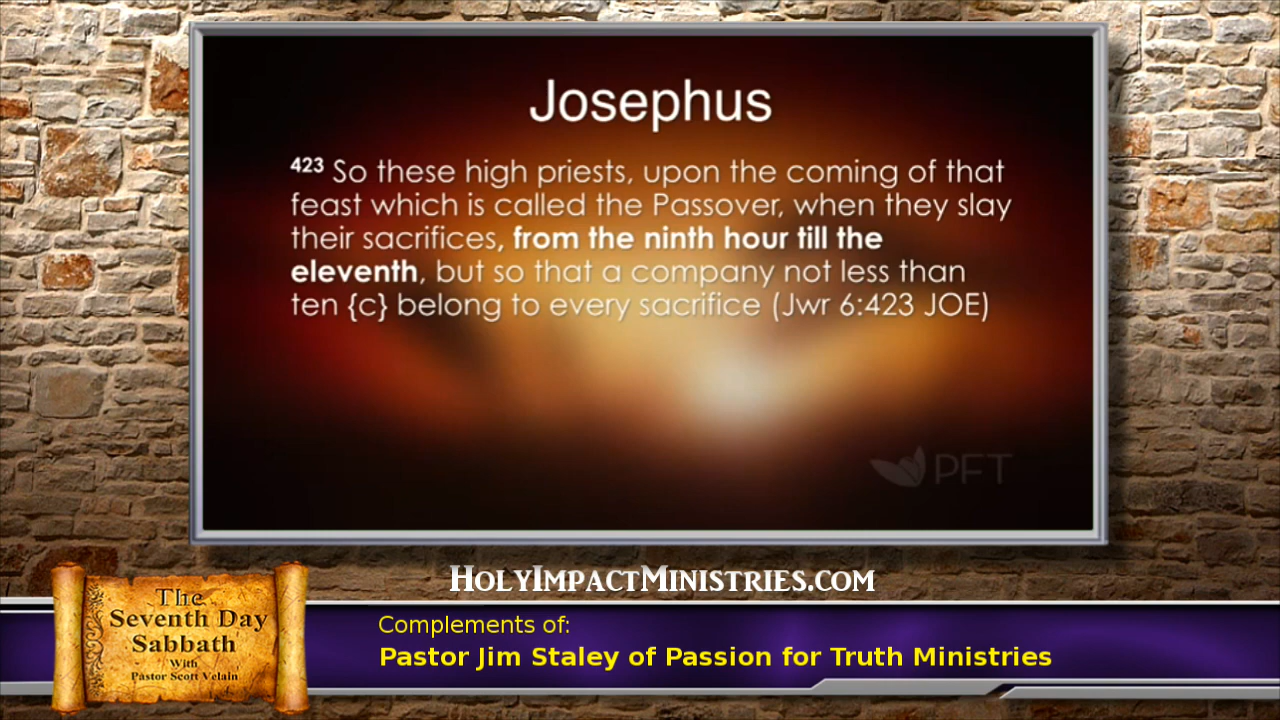 Josephus
423 So these high priests, upon the coming of that
feast which is called the Passover, when they slay
their sacrifices, from the ninth hour till the
eleventh, but so that a company not less than
ten {c} belong to every sacrifice (Jwr 6:423 JOE)
PFT
HolyImpactMinistries.com
The
Seventh Day
Sabbath
With
Pastor Scott Velain
Complements of:
Pastor Jim Staley of Passion for Truth Ministries